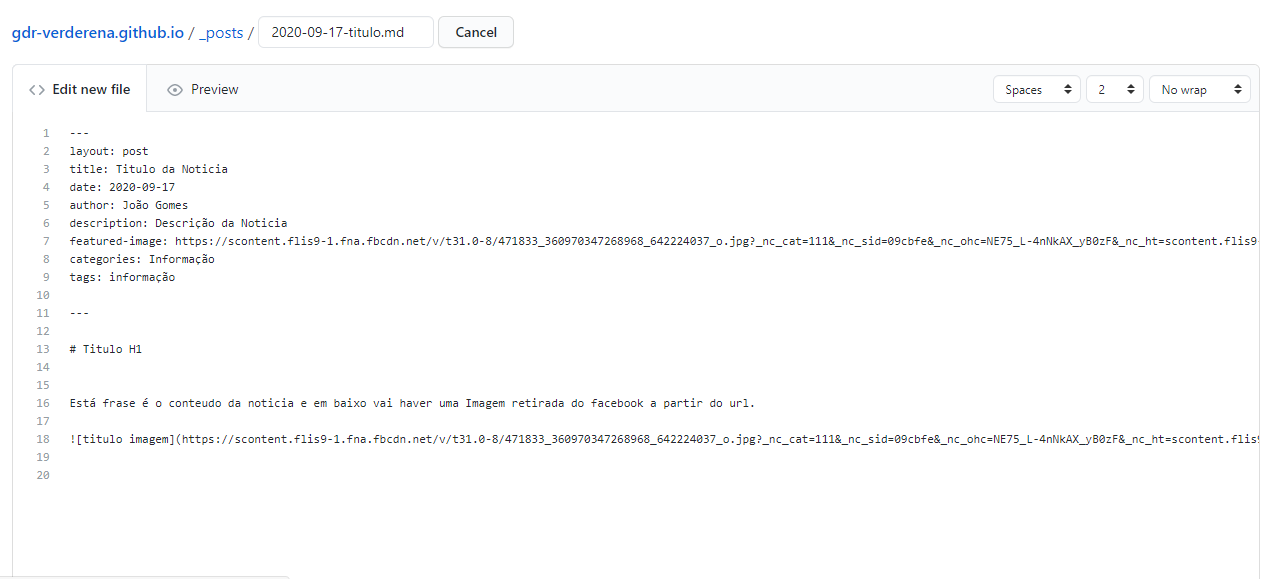 gdr-verderena.github.io / _posts / 2020-09-17-titulo.md Cancel
<> Edit new file Preview Spaces 2 No wrap
1 ---
2 layout: post
3 title: Titulo da Noticia
4 date: 2020-09-17
5 author: João Gomes
6 description: Descrição da Noticia
7 featured-image: https://scontent.flis9-1.fna.fbcdn.net/v/t31.0-8/471833_360970347268968_642224037_o.jpg?_nc_cat=111&_nc_sid=09cbfe&_nc_ohc=NE75_L-4nNkAX_yB0zF&_nc_ht=scontent.flis9-
8 categories: Informação
9 tags: informação
10
11 ---
12
13 # Titulo H1
14
15
16 Está frase é o conteudo da noticia e em baixo vai haver uma Imagem retirada do facebook a partir do url.
17
18 ![titulo imagem](https://scontent.flis9-1.fna.fbcdn.net/v/t31.0-8/471833_360970347268968_642224037_o.jpg?_nc_cat=111&_nc_sid=09cbfe&_nc_ohc=NE75_L-4nNkAX_yB0zF&_nc_ht=scontent.flis9
19
20